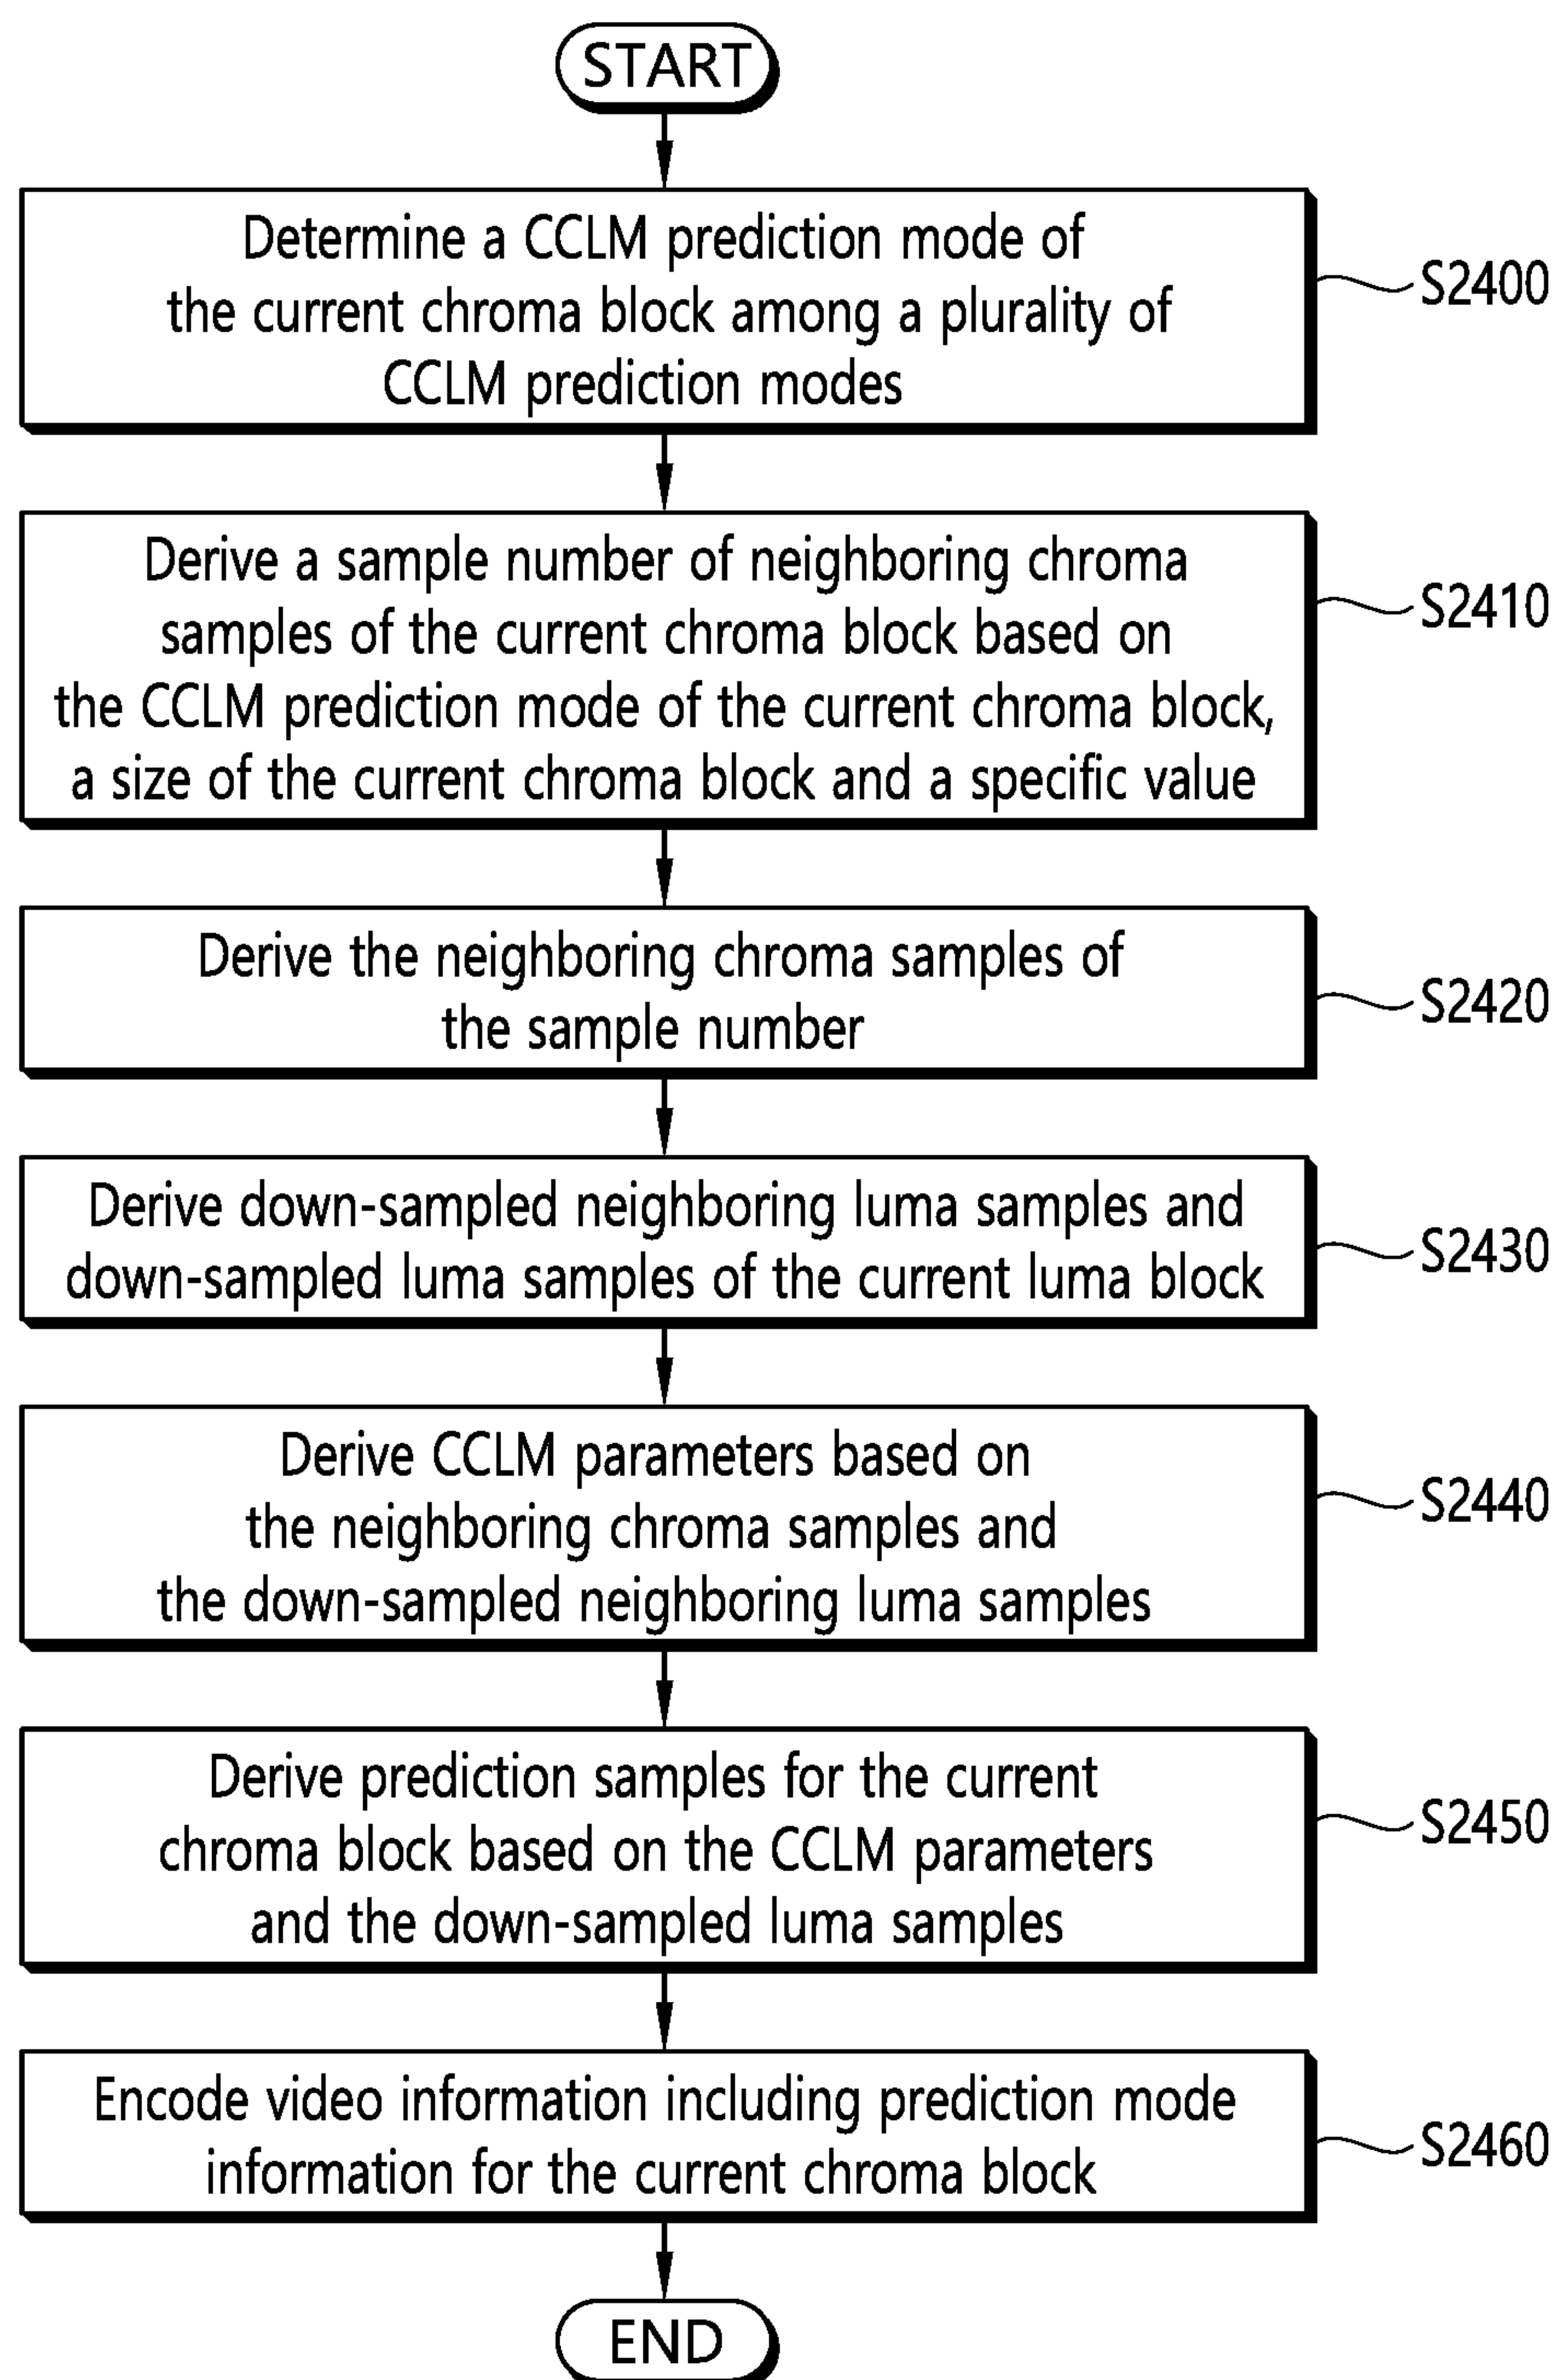 START
Determine a CCLM prediction mode of
the current chroma block among a plurality of
CCLM prediction modes
S2400
Derive a sample number of neighboring chroma
samples of the current chroma block based on
the CCLM prediction mode of the current chroma block,
a size of the current chroma block and a specific value
S2410
Derive the neighboring chroma samples of
the sample number
S2420
Derive down-sampled neighboring luma samples and
down-sampled luma samples of the current luma block
S2430
Derive CCLM parameters based on
the neighboring chroma samples and
the down-sampled neighboring luma samples
S2440
Derive prediction samples for the current
chroma block based on the CCLM parameters
and the down-sampled luma samples
S2450
Encode video information including prediction mode
information for the current chroma block
S2460
END